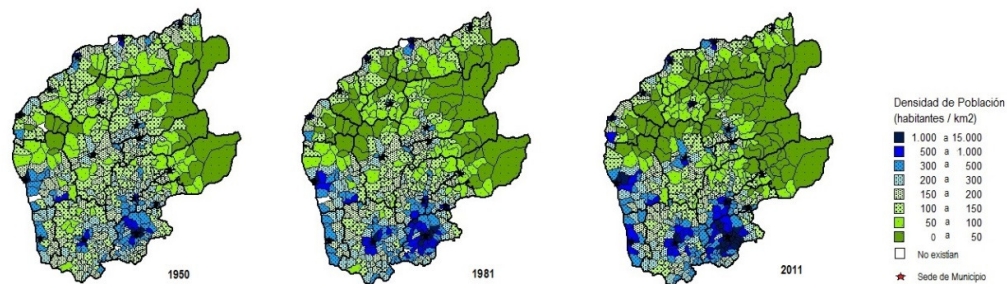 1950
1981
2011
Densidad de Población
(habitantes / km2)
1.000 a 15.000
500 a 1.000
300 a 500
200 a 300
150 a 200
100 a 150
50 a 100
0 a 50
No existian
Sede de Municipio